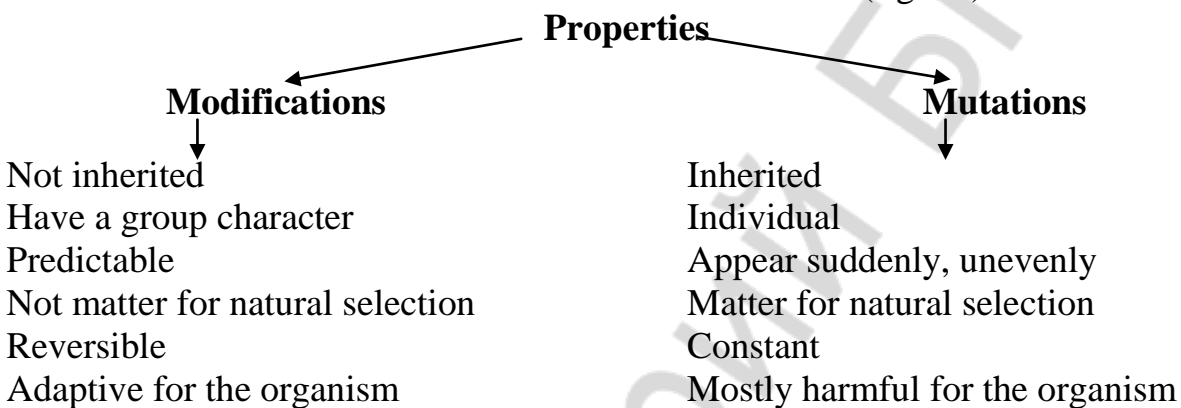 Properties
Modifications Mutations
Not inherited Inherited
Have a group character Individual
Predictable Appear suddenly, unevenly
Not matter for natural selection Matter for natural selection
Reversible Constant
Adaptive for the organism Mostly harmful for the organism